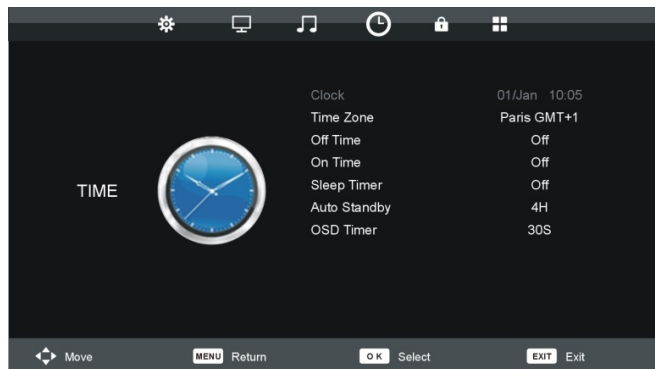 Clock 01/Jan 10:05
Time Zone Paris GMT+1
Off Time Off
On Time Off
TIME
Sleep Timer Off
Auto Standby 4H
OSD Timer 30S
Move MENU Return OK Select EXIT Exit